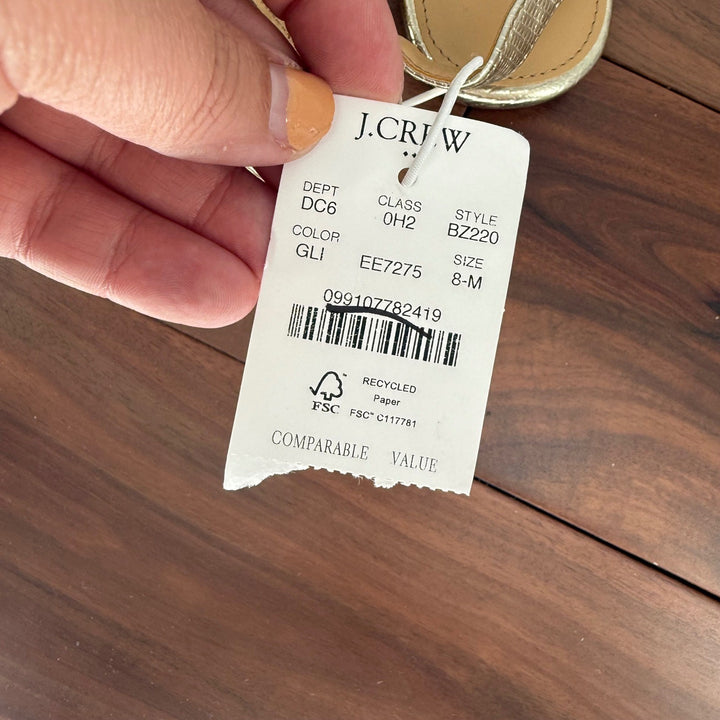 J.CREW
DEPT CLASS STYLE
DC6 0H2 BZ220
COLOR EE7275 SIZE
GLI 8-M
099107782419
RECYCLED
Paper
FSC FSC™ C117781
COMPARABLE VALUE